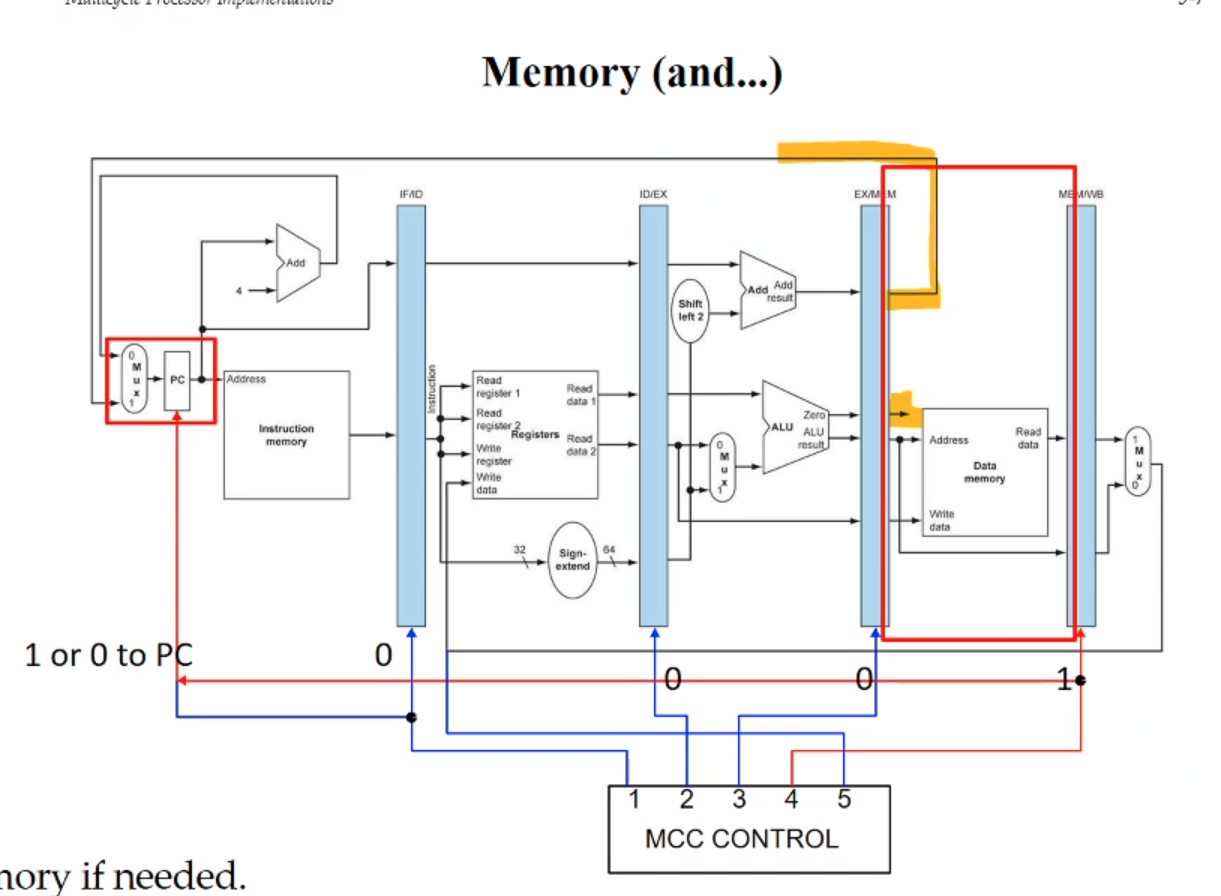 Multicycle Processor Implementations
Memory (and...)
IF/ID
ID/EX
EX/MEM
MEM/WB
Add
4
Shift
left 2
Add
Add
result
0
M
u
x
1
PC
Address
Instruction
memory
Instruction
Read
register 1
Read
register 2
Registers
Write
register
Write
data
Read
data 1
Read
data 2
0
M
u
x
1
Zero
ALU
ALU
result
Address
Read
data
Data
memory
Write
data
1
M
u
x
0
32
Sign-
extend
64
1 or 0 to PC
0
0
0
1
1 2 3 4 5
MCC CONTROL
mory if needed.